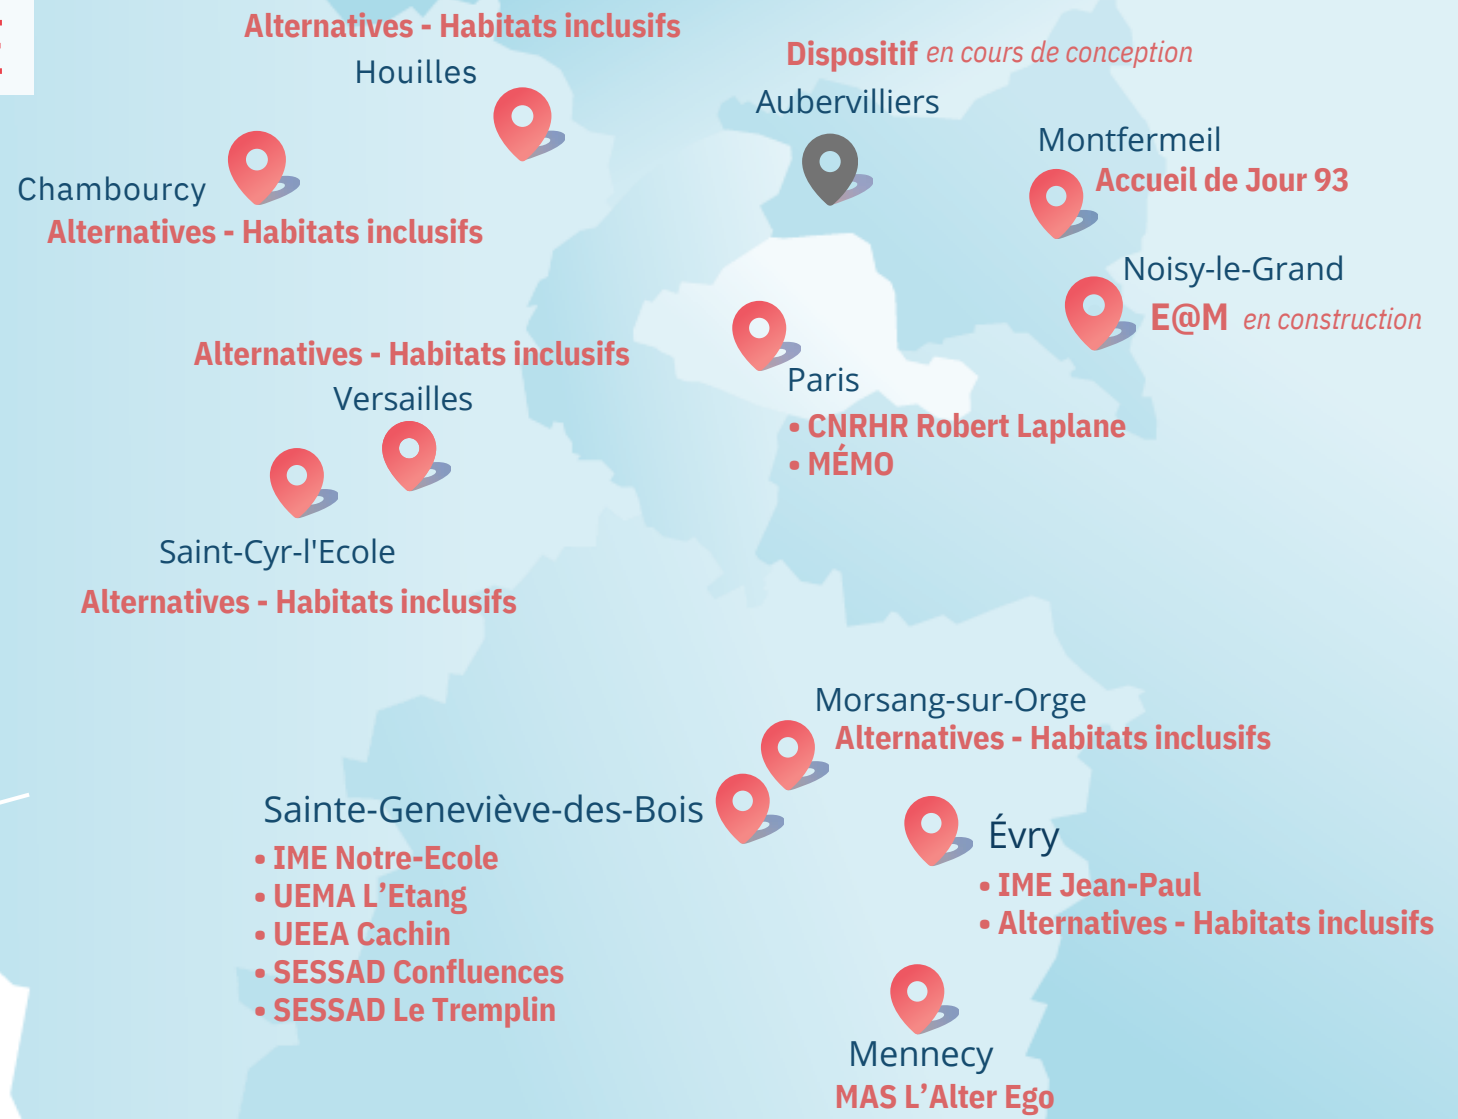 Alternatives - Habitats inclusifs
Houilles
Dispositif en cours de conception
Aubervilliers
Montfermeil
Accueil de Jour 93
Chambourcy
Alternatives - Habitats inclusifs
Noisy-le-Grand
E@M en construction
Alternatives - Habitats inclusifs
Versailles
Paris
• CNRHR Robert Laplane
• MÉMO
Saint-Cyr-l'Ecole
Alternatives - Habitats inclusifs
Morsang-sur-Orge
Alternatives - Habitats inclusifs
Sainte-Geneviève-des-Bois
• IME Notre-Ecole
• UEMA L’Etang
• UEEA Cachin
• SESSAD Confluences
• SESSAD Le Tremplin
Évry
• IME Jean-Paul
• Alternatives - Habitats inclusifs
Mennecy
MAS L’Alter Ego